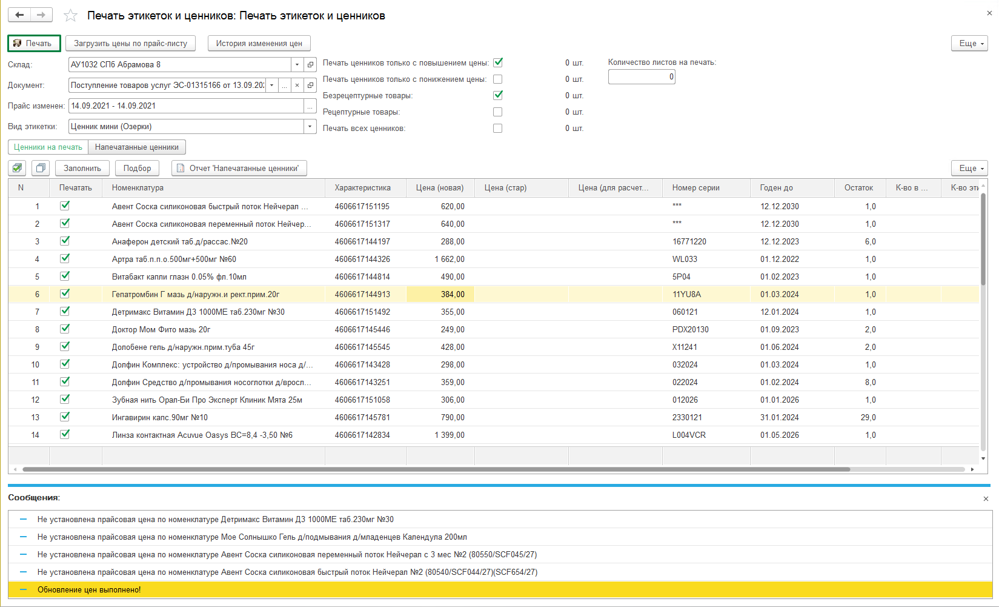 Печать этикеток и ценников: Печать этикеток и ценников
Печать Загрузить цены по прайс-листу История изменения цен Еще
Склад: АУ1032 СПб Абрамова 8
Документ: Поступление товаров услуг ЭС-01315166 от 13.09.202
Прайс изменен: 14.09.2021 - 14.09.2021
Вид этикетки: Ценник мини (Озерки)
Печать ценников только с повышением цены: 0 шт.
Печать ценников только с понижением цены: 0 шт.
Безрецептурные товары: 0 шт.
Рецептурные товары: 0 шт.
Печать всех ценников: 0 шт.
Количество листов на печать:
0
Ценники на печать Напечатанные ценники
Заполнить Подбор Отчет 'Напечатанные ценники' Еще
N Печатать Номенклатура Характеристика Цена (новая) Цена (стар) Цена (для расчет... Номер серии Годен до Остаток К-во в ... К-во эти
1 Авент Соска силиконовая быстрый поток Нейчерал ... 4606617151195 620,00 *** 12.12.2030 1,0
2 Авент Соска силиконовая переменный поток Нейчер... 4606617151317 640,00 *** 12.12.2030 1,0
3 Анаферон детский таб.д/рассас.№20 4606617144197 288,00 16771220 12.12.2023 6,0
4 Артра таб.п.п.о.500мг+500мг №60 4606617144326 1 662,00 WL033 01.12.2022 1,0
5 Витабакт капли глазн 0.05% фл.10мл 4606617144814 490,00 5P04 01.02.2023 1,0
6 Гепатромбин Г мазь д/наружн.и рект.прим.20г 4606617144913 384,00 11YU8A 01.03.2024 1,0
7 Детримакс Витамин Д3 1000МЕ таб.230мг №30 4606617151492 355,00 060121 12.01.2024 1,0
8 Доктор Мом Фито мазь 20г 4606617145446 249,00 PDX20130 01.09.2023 2,0
9 Долобене гель д/наружн.прим.туба 45г 4606617145545 428,00 X11241 01.06.2024 2,0
10 Долфин Комплекс: устройство д/промывания носа д/... 4606617143428 298,00 032024 01.03.2024 1,0
11 Долфин Средство д/промывания носоглотки д/вросл... 4606617143251 359,00 022024 01.02.2024 8,0
12 Зубная нить Орал-Би Про Эксперт Клиник Мята 25м 4606617151058 306,00 012026 01.01.2026 1,0
13 Ингавирин капс.90мг №10 4606617145781 790,00 2330121 31.01.2024 29,0
14 Линза контактная Acuvue Oasys BC=8,4 -3,50 №6 4606617142834 1 399,00 L004VCR 01.05.2026 1,0
Сообщения:
Не установлена прайсовая цена по номенклатуре Детримакс Витамин Д3 1000МЕ таб.230мг №30
Не установлена прайсовая цена по номенклатуре Мое Солнышко Гель д/подмывания д/младенцев Календула 200мл
Не установлена прайсовая цена по номенклатуре Авент Соска силиконовая переменный поток Нейчерал с 3 мес №2 (80550/SCF045/27)
Не установлена прайсовая цена по номенклатуре Авент Соска силиконовая быстрый поток Нейчерал №2 (80540/SCF044/27)(SCF654/27)
Обновление цен выполнено!